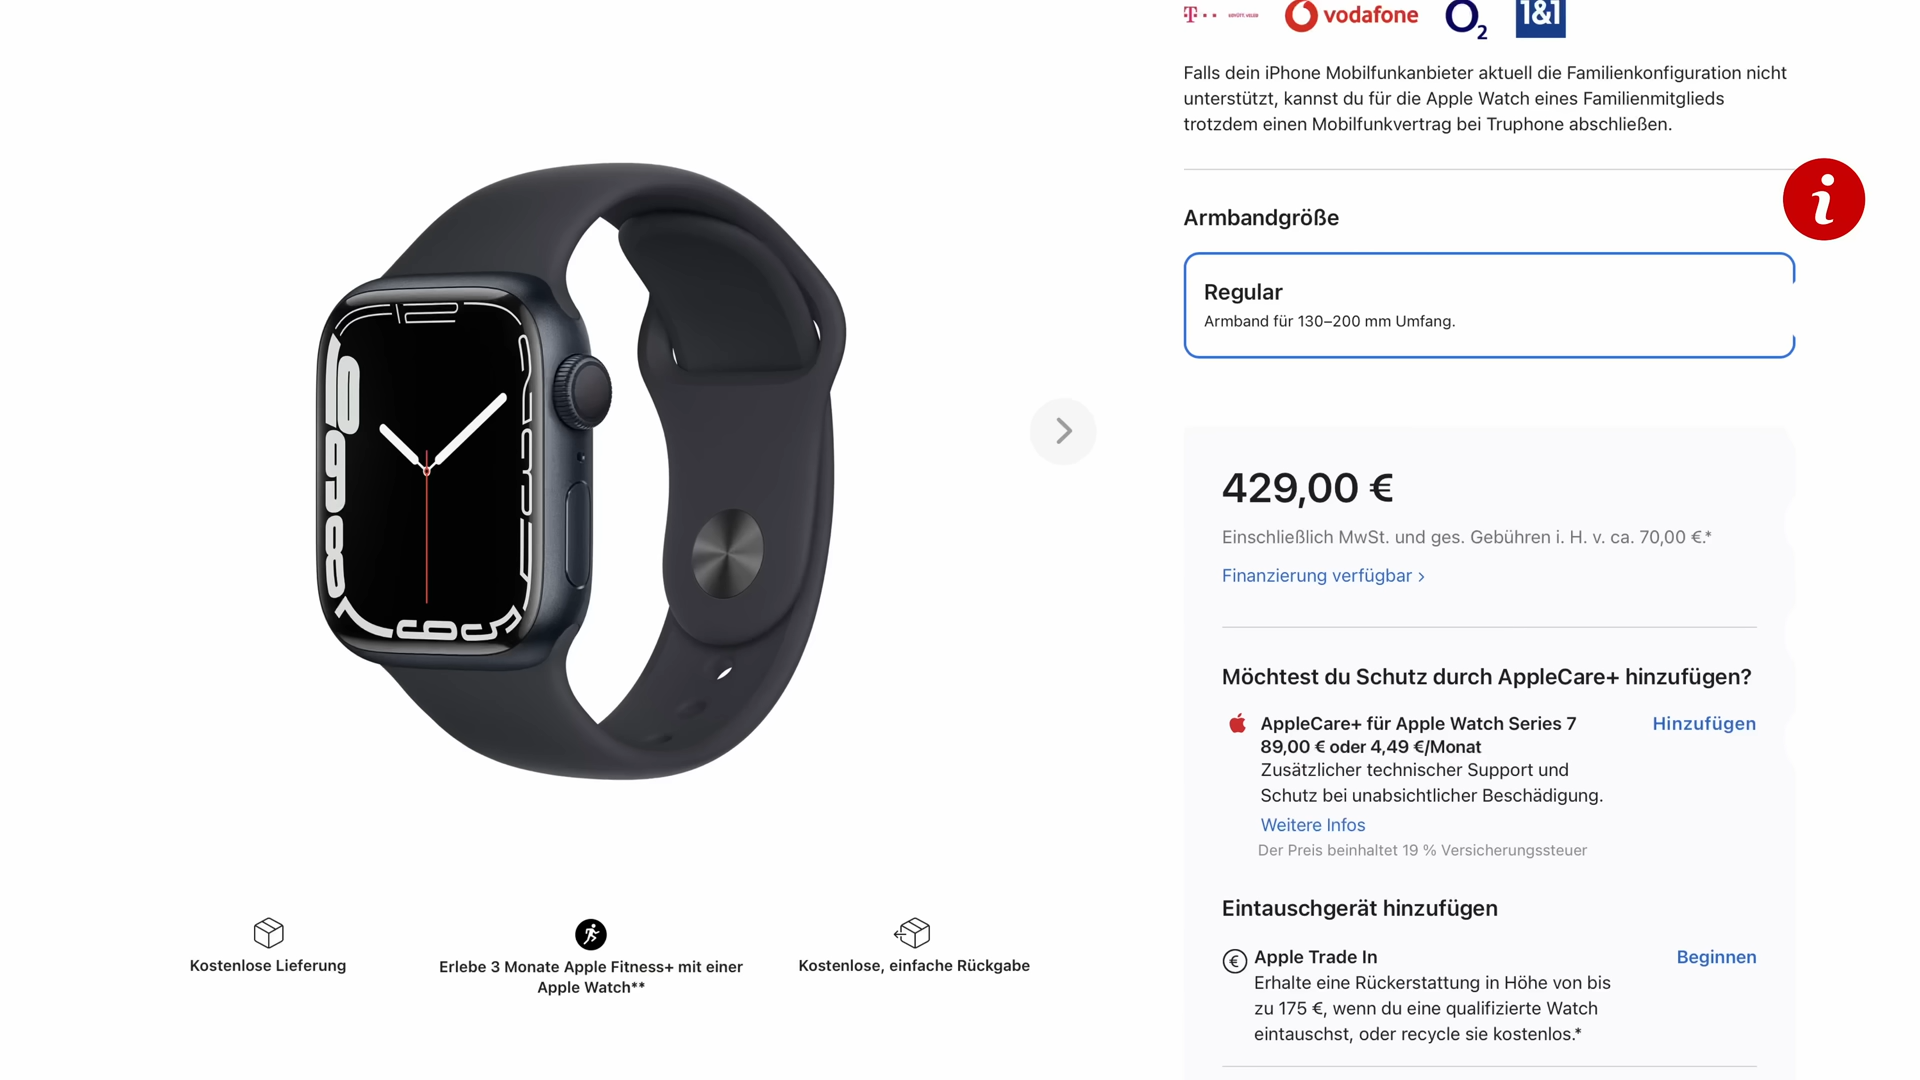 T
vodafone
O2
1&1
Falls dein iPhone Mobilfunkanbieter aktuell die Familienkonfiguration nicht
unterstützt, kannst du für die Apple Watch eines Familienmitglieds
trotzdem einen Mobilfunkvertrag bei Truphone abschließen.
i
Armbandgröße
Regular
Armband für 130–200 mm Umfang.
429,00 €
Einschließlich MwSt. und ges. Gebühren i. H. v. ca. 70,00 €.*
Finanzierung verfügbar ›
Möchtest du Schutz durch AppleCare+ hinzufügen?
AppleCare+ für Apple Watch Series 7
Hinzufügen
89,00 € oder 4,49 €/Monat
Zusätzlicher technischer Support und
Schutz bei unabsichtlicher Beschädigung.
Weitere Infos
Der Preis beinhaltet 19 % Versicherungssteuer
Eintauschgerät hinzufügen
€
Apple Trade In
Beginnen
Erhalte eine Rückerstattung in Höhe von bis
zu 175 €, wenn du eine qualifizierte Watch
eintauschst, oder recycle sie kostenlos.*
Kostenlose Lieferung
Erlebe 3 Monate Apple Fitness+ mit einer
Apple Watch**
Kostenlose, einfache Rückgabe